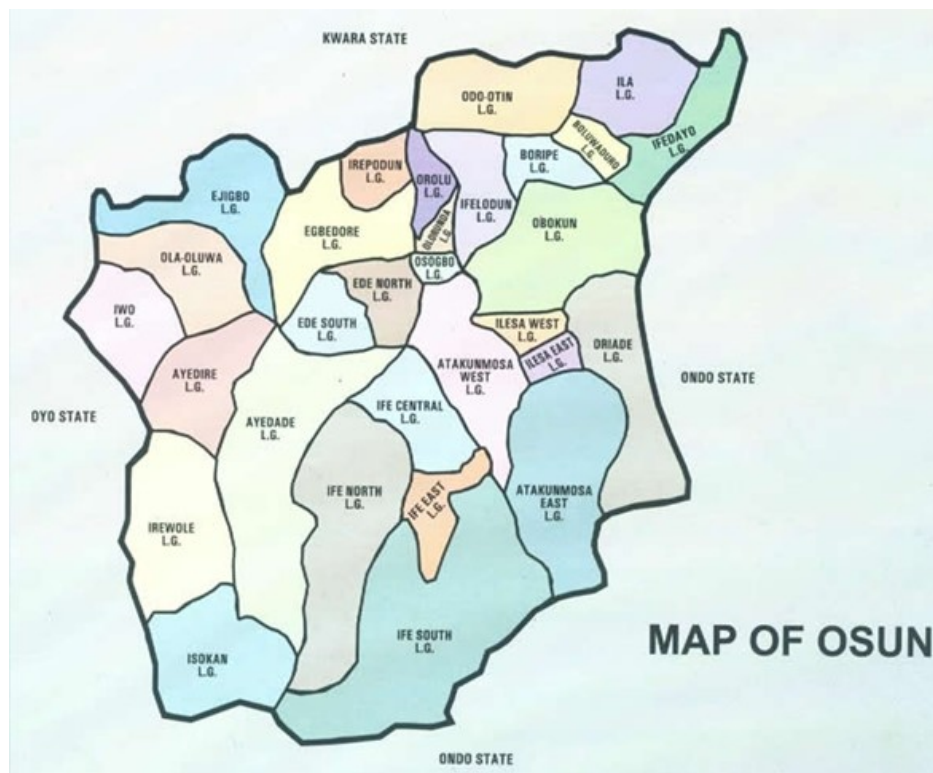 KWARA STATE
ODO-OTIN
L.G.
ILA
L.G.
BOLUWADURO
L.G.
IFEDAYO
L.G.
IREPODUN
L.G.
OROLU
L.G.
BORIPE
L.G.
EJIGBO
L.G.
IFELODUN
L.G.
OLORUNDA
L.G.
EGBEDORE
L.G.
OBOKUN
L.G.
OLA-OLUWA
L.G.
OSOGBO
L.G.
EDE NORTH
L.G.
IWO
L.G.
EDE SOUTH
L.G.
ILESA WEST
L.G.
ILESA EAST
L.G.
ORIADE
L.G.
AYEDIRE
L.G.
ATAKUNMOSA
WEST
L.G.
ONDO STATE
OYO STATE
IFE CENTRAL
L.G.
AYEDADE
L.G.
IFE NORTH
L.G.
IFE EAST
L.G.
ATAKUNMOSA
EAST
L.G.
IREWOLE
L.G.
IFE SOUTH
L.G.
MAP OF OSUN
ISOKAN
L.G.
ONDO STATE